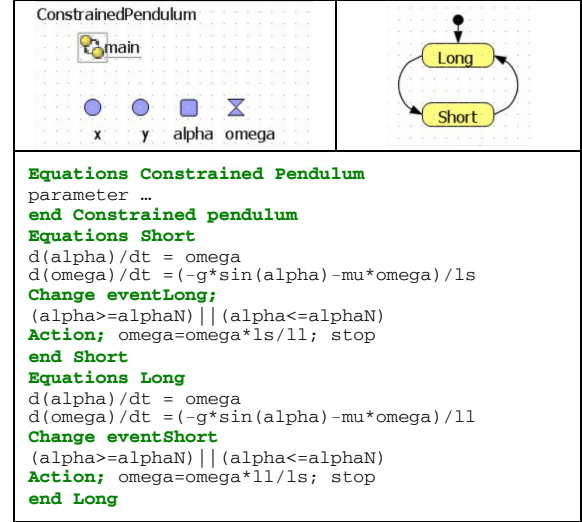 ConstrainedPendulum
main
x y alpha omega
Long
Short
Equations Constrained Pendulum
parameter …
end Constrained pendulum
Equations Short
d(alpha)/dt = omega
d(omega)/dt =(-g*sin(alpha)-mu*omega)/ls
Change eventLong;
(alpha>=alphaN)||(alpha<=alphaN)
Action; omega=omega*ls/ll; stop
end Short
Equations Long
d(alpha)/dt = omega
d(omega)/dt =(-g*sin(alpha)-mu*omega)/ll
Change eventShort
(alpha>=alphaN)||(alpha<=alphaN)
Action; omega=omega*ll/ls; stop
end Long